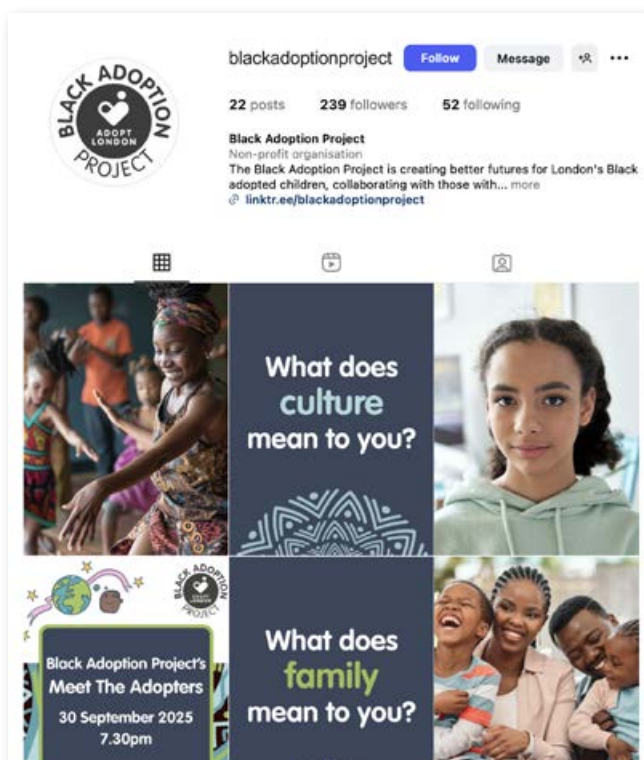 BLACK ADOPTION
ADOPT
LONDON
PROJECT
blackadoptionproject Follow Message
22 posts 239 followers 52 following
Black Adoption Project
Non-profit organisation
The Black Adoption Project is creating better futures for London's Black
adopted children, collaborating with those with... more
linktr.ee/blackadoptionproject
What does
culture
mean to you?
BLACK ADOPTION
ADOPT
LONDON
PROJECT
Black Adoption Project's
Meet The Adopters
30 September 2025
7.30pm
What does
family
mean to you?